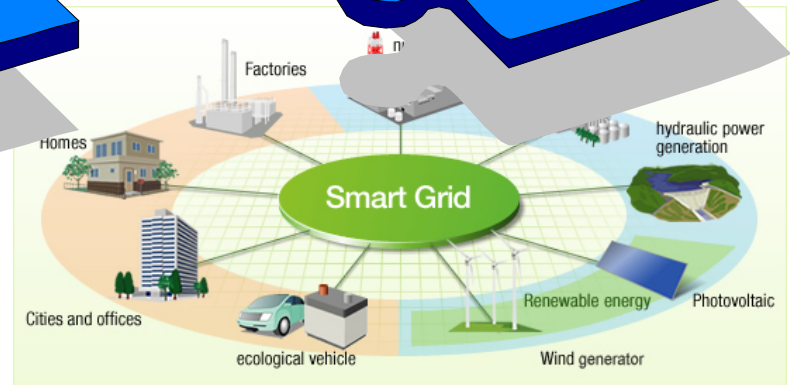 Factories
Homes
hydraulic power
generation
Smart Grid
Renewable energy
Photovoltaic
Cities and offices
ecological vehicle
Wind generator